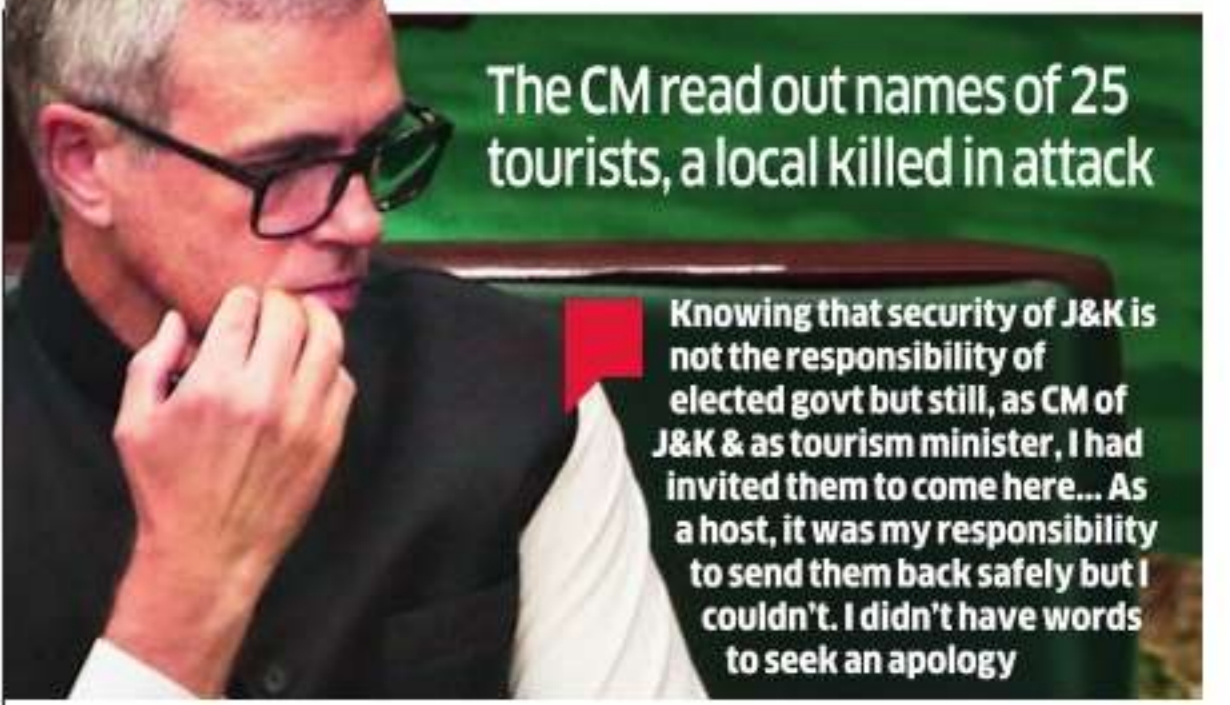 The CM read out names of 25
tourists, a local killed in attack
Knowing that security of J&K is
not the responsibility of
elected govt but still, as CM of
J&K & as tourism minister, I had
invited them to come here... As
a host, it was my responsibility
to send them back safely but I
couldn't. I didn't have words
to seek an apology